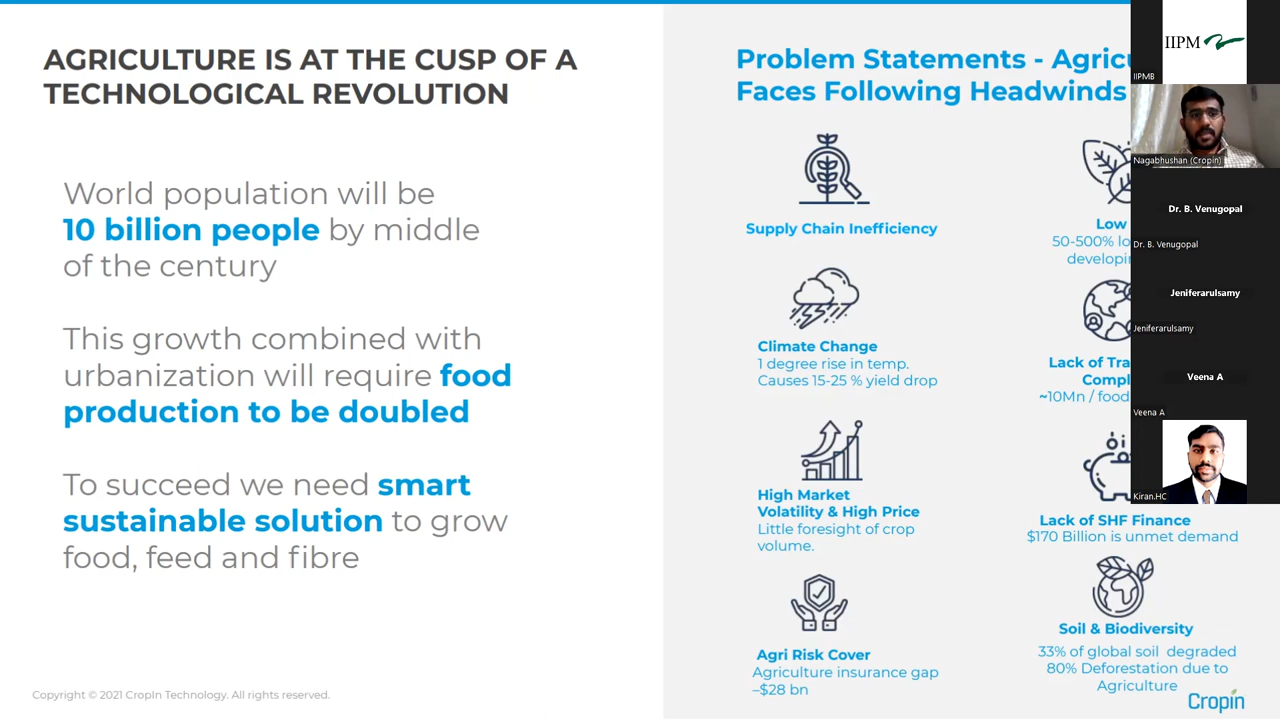 AGRICULTURE IS AT THE CUSP OF A
TECHNOLOGICAL REVOLUTION
World population will be
10 billion people by middle
of the century
This growth combined with
urbanization will require food
production to be doubled
To succeed we need smart
sustainable solution to grow
food, feed and fibre
Copyright © 2021 CropIn Technology. All rights reserved.
Problem Statements -
Faces Following Headwinds
Supply Chain Inefficiency
Low
50-500%
Climate Change
1 degree rise in temp.
Causes 15-25 % yield drop
Lack of
~10Mn / food
High Market
Volatility & High Price
Little foresight of crop
volume.
Lack of SHF Finance
$170 Billion is unmet demand
Agri Risk Cover
Agriculture insurance gap
–$28 bn
Soil & Biodiversity
33% of global soil degraded
80% Deforestation due to
Agriculture
Cropin
IIPM
IIPMB
Nagabhushan (Cropin)
Dr. B. Venugopal
Dr. B. Venugopal
Jeniferarulsamy
Jeniferarulsamy
Veena A
Veena A
Kiran.HC